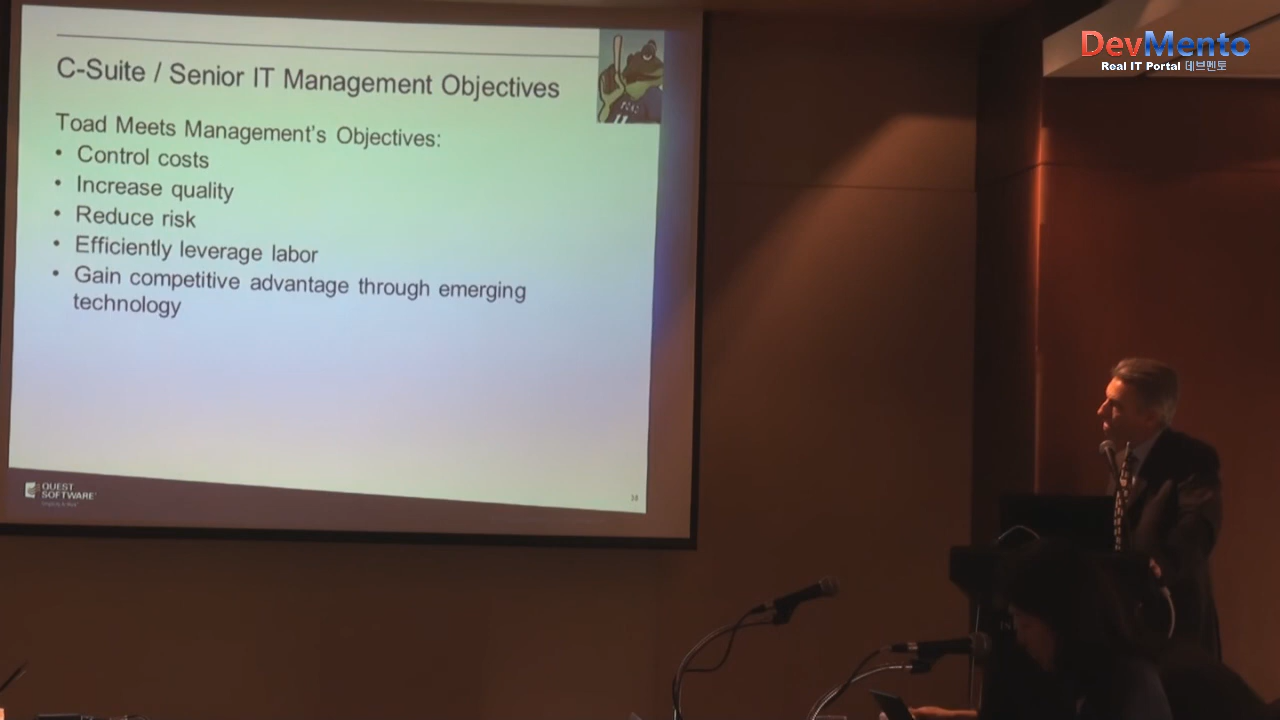 DevMento
Real IT Portal 데브멘토
C-Suite / Senior IT Management Objectives
Toad Meets Management's Objectives:
• Control costs
• Increase quality
• Reduce risk
• Efficiently leverage labor
• Gain competitive advantage through emerging
technology
QUEST
SOFTWARE
38